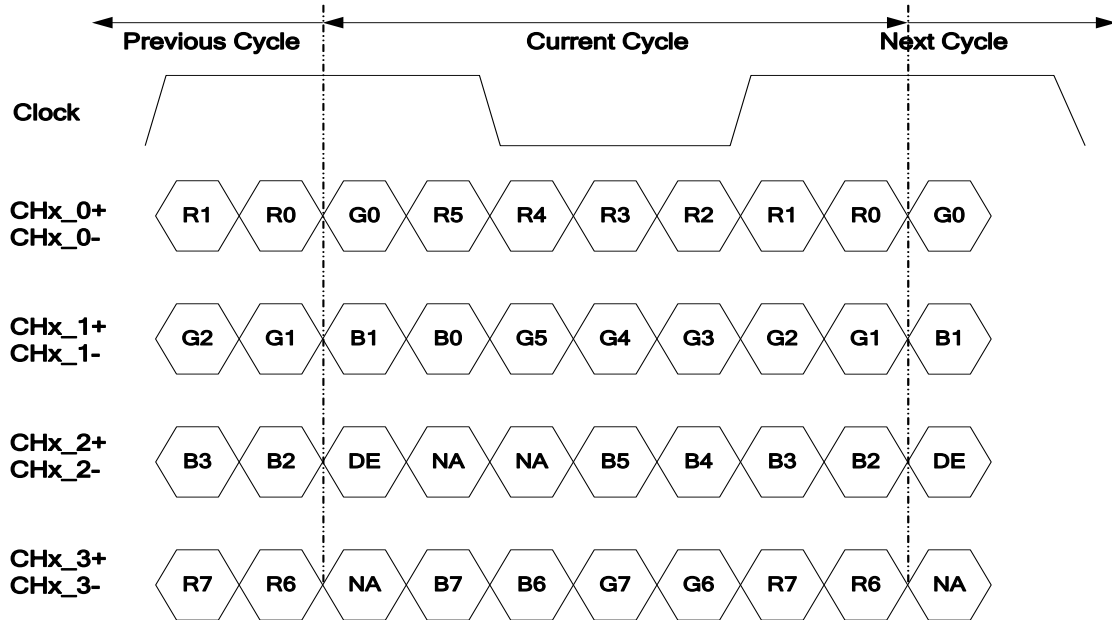 Previous Cycle Current Cycle Next Cycle
Clock
CHx_0+
CHx_0-
R1 R0 G0 R5 R4 R3 R2 R1 R0 G0
CHx_1+
CHx_1-
G2 G1 B1 B0 G5 G4 G3 G2 G1 B1
CHx_2+
CHx_2-
B3 B2 DE NA NA B5 B4 B3 B2 DE
CHx_3+
CHx_3-
R7 R6 NA B7 B6 G7 G6 R7 R6 NA